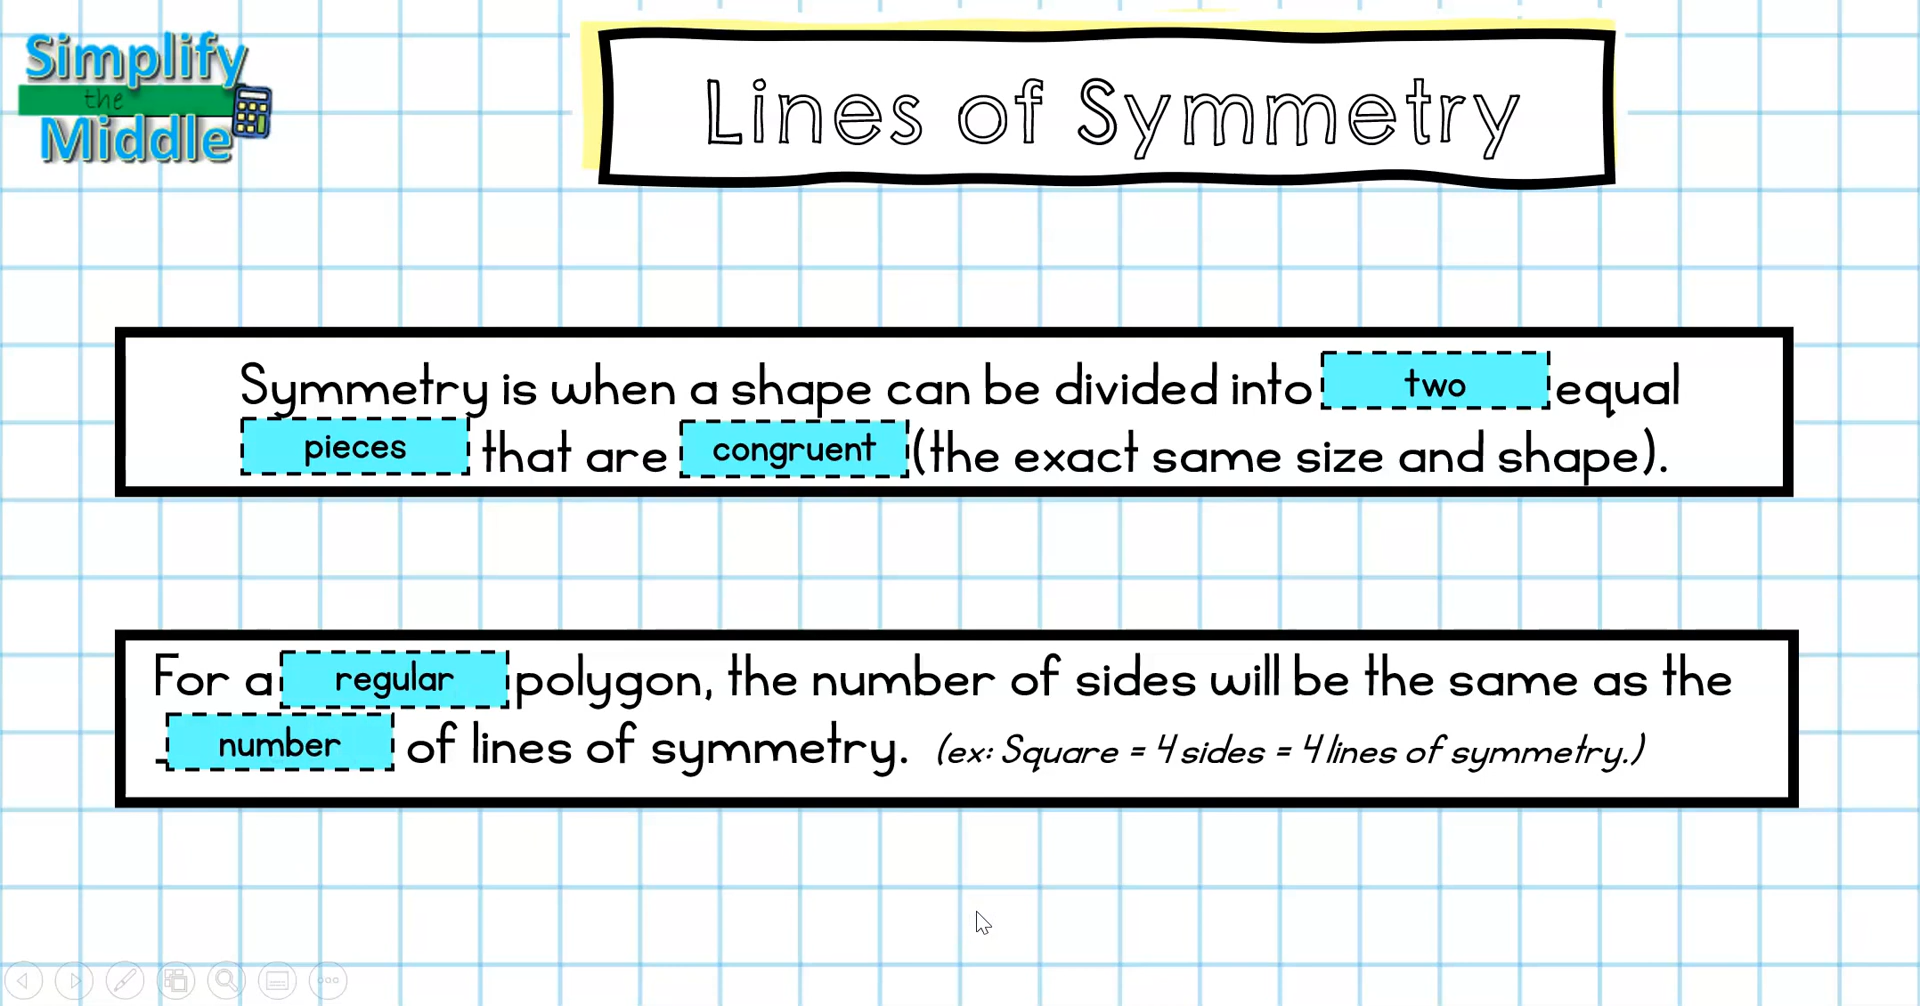 Simplify
the
Middle
Lines of Symmetry
Symmetry is when a shape can be divided into two equal
pieces that are congruent (the exact same size and shape).
For a regular polygon, the number of sides will be the same as the
_number of lines of symmetry. (ex: Square = 4 sides = 4 lines of symmetry.)